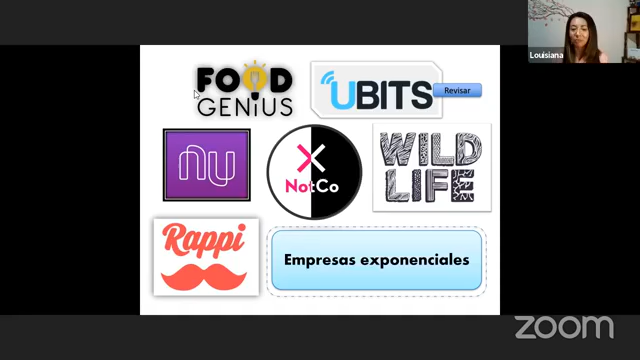 Louisiana
FOOD
GENiUS
UBITS
Revisar
nu
NotCo
WILD
LIFE
Rappi
Empresas exponenciales
zoom